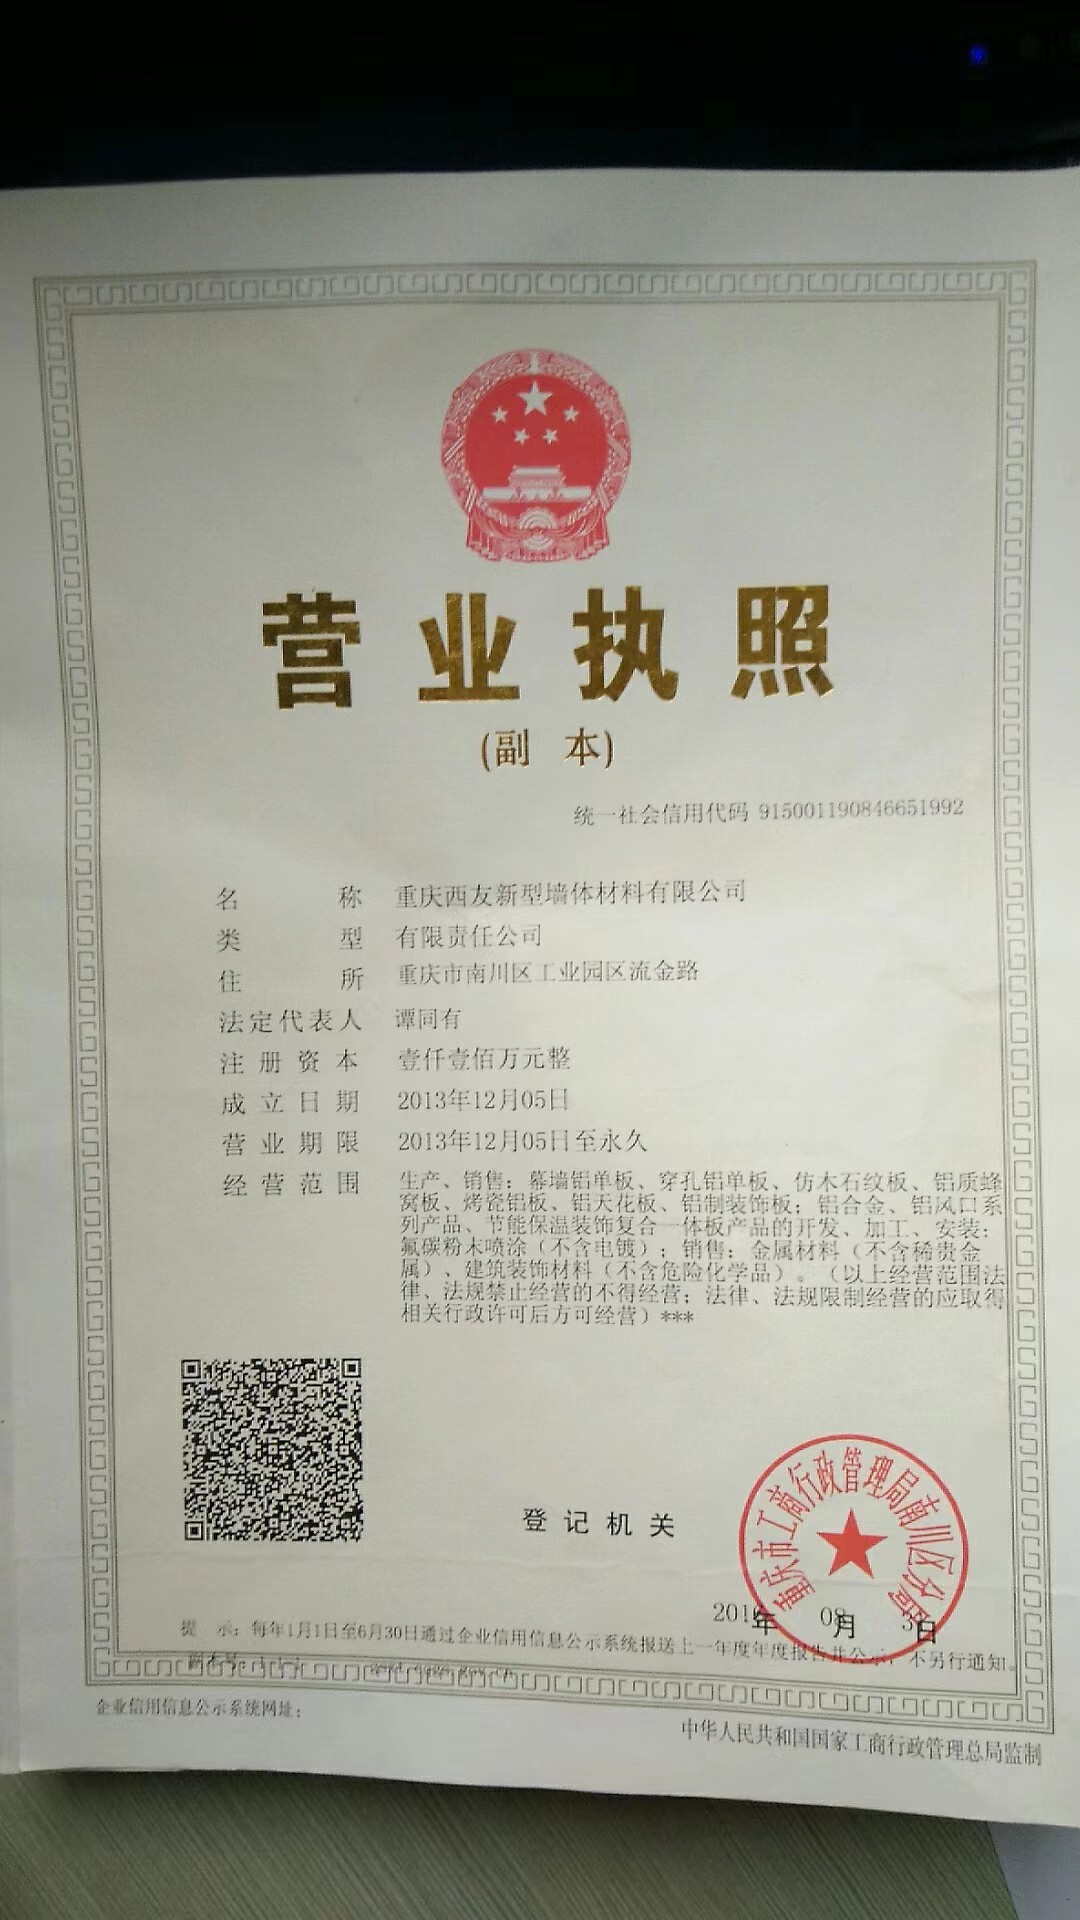 营业执照
(副 本)
统一社会信用代码 915001190846651992
名 称 重庆西友新型墙体材料有限公司
类 型 有限责任公司
住 所 重庆市南川区工业园区流金路
法定代表人 谭同有
注册资本 壹仟壹佰万元整
成立日期 2013年12月05日
营业期限 2013年12月05日至永久
经营范围 生产、销售：幕墙铝单板、穿孔铝单板、仿木石纹板、铝质蜂
窝板、烤瓷铝板、铝天花板、铝制装饰板；铝合金、铝风口系
列产品、节能保温装饰复合一体板产品的开发、加工、安装；
氟碳粉末喷涂（不含电镀）；销售：金属材料（不含稀贵金
属）、建筑装饰材料（不含危险化学品）。（以上经营范围法
律、法规禁止经营的不得经营；法律、法规限制经营的应取得
相关行政许可后方可经营）***
登记机关
重庆市工商行政管理局南川区分局
年 08月 日
提 示：每年1月1日至6月30日通过企业信用信息公示系统报送上一年度年度报告并公示，不另行通知。
企业信用信息公示系统网址：
中华人民共和国国家工商行政管理总局监制